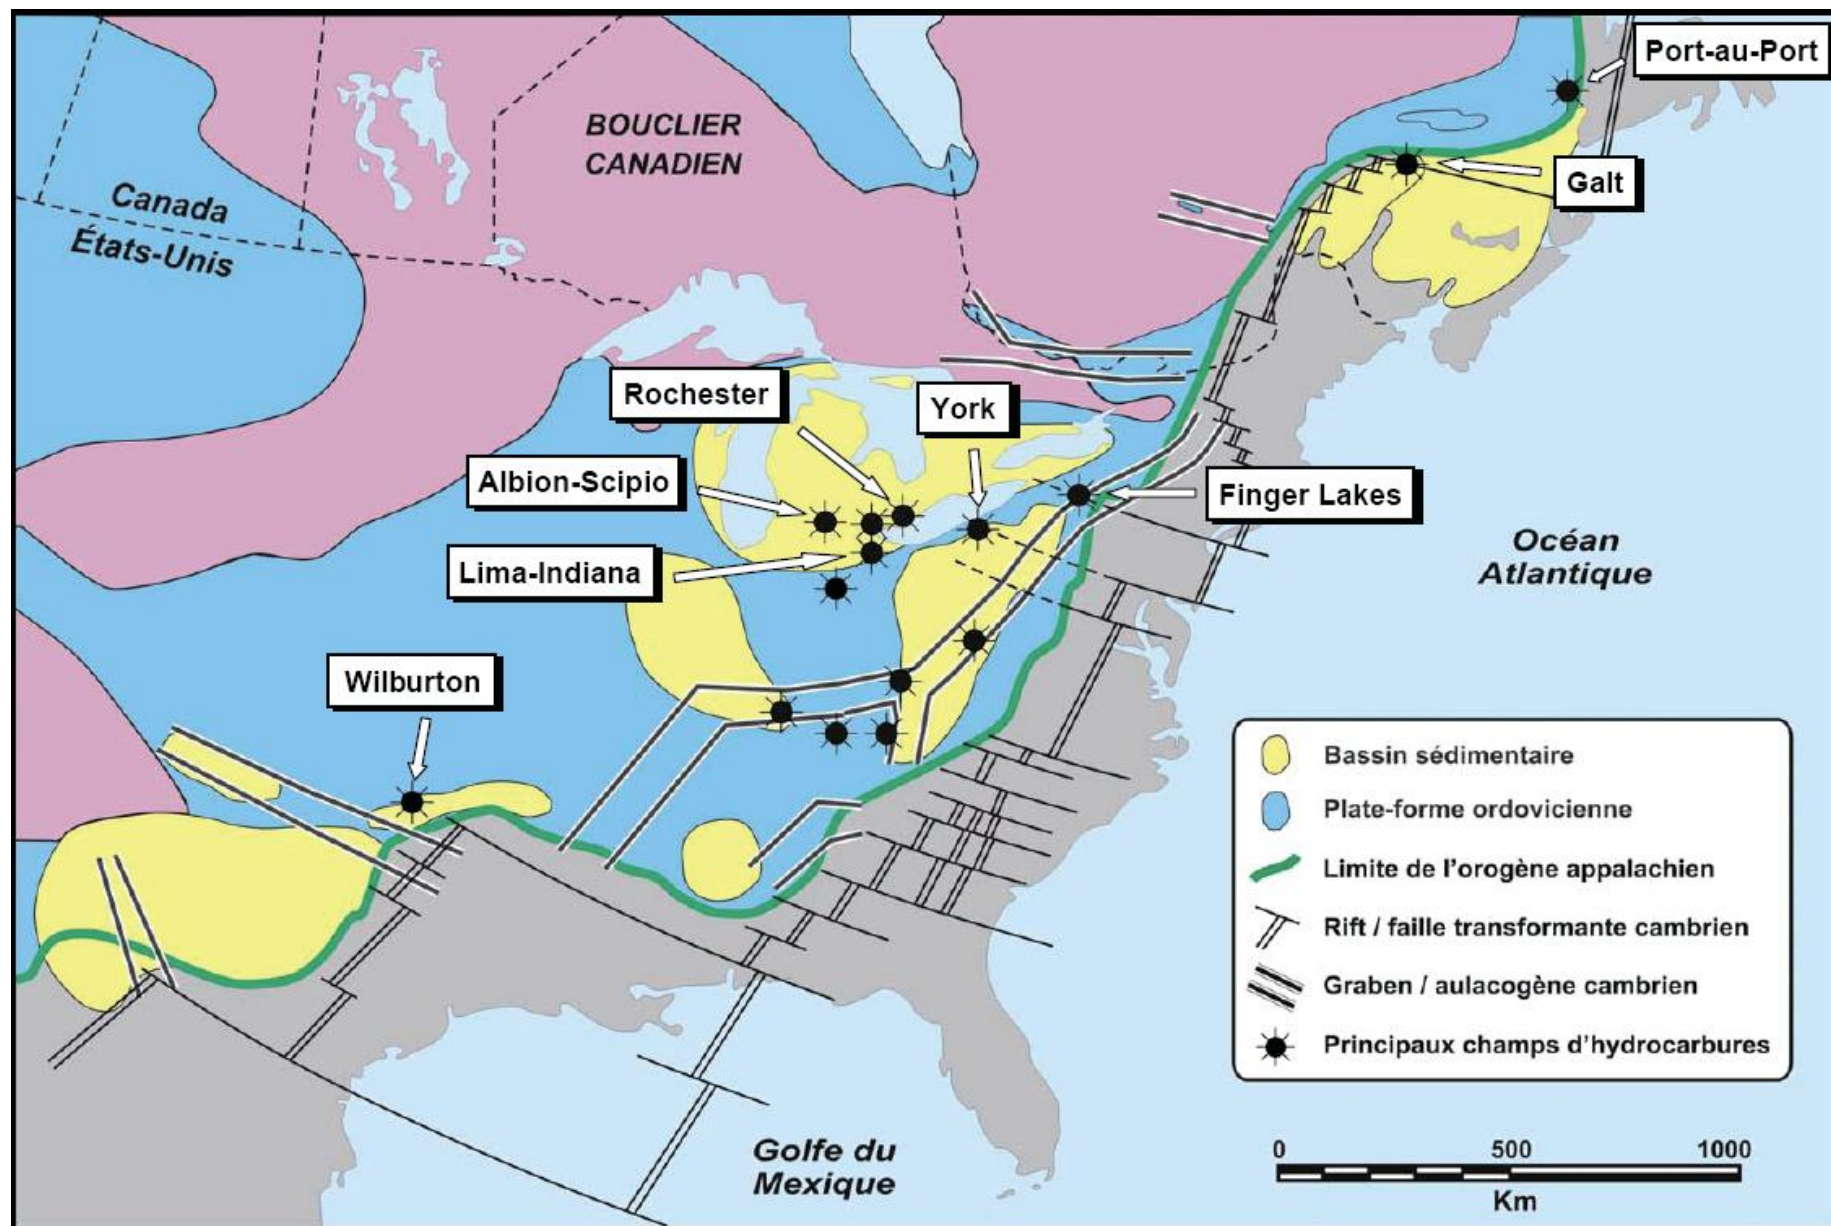 Port-au-Port
BOUCLIER
CANADIEN
Galt
Canada
États-Unis
Rochester
York
Albion-Scipio
Finger Lakes
Lima-Indiana
Océan
Atlantique
Wilburton
Bassin sédimentaire
Plate-forme ordovicienne
Limite de l'orogène appalachien
Rift / faille transformante cambrien
Graben / aulacogène cambrien
Principaux champs d'hydrocarbures
Golfe du
Mexique
0 500 1000
Km